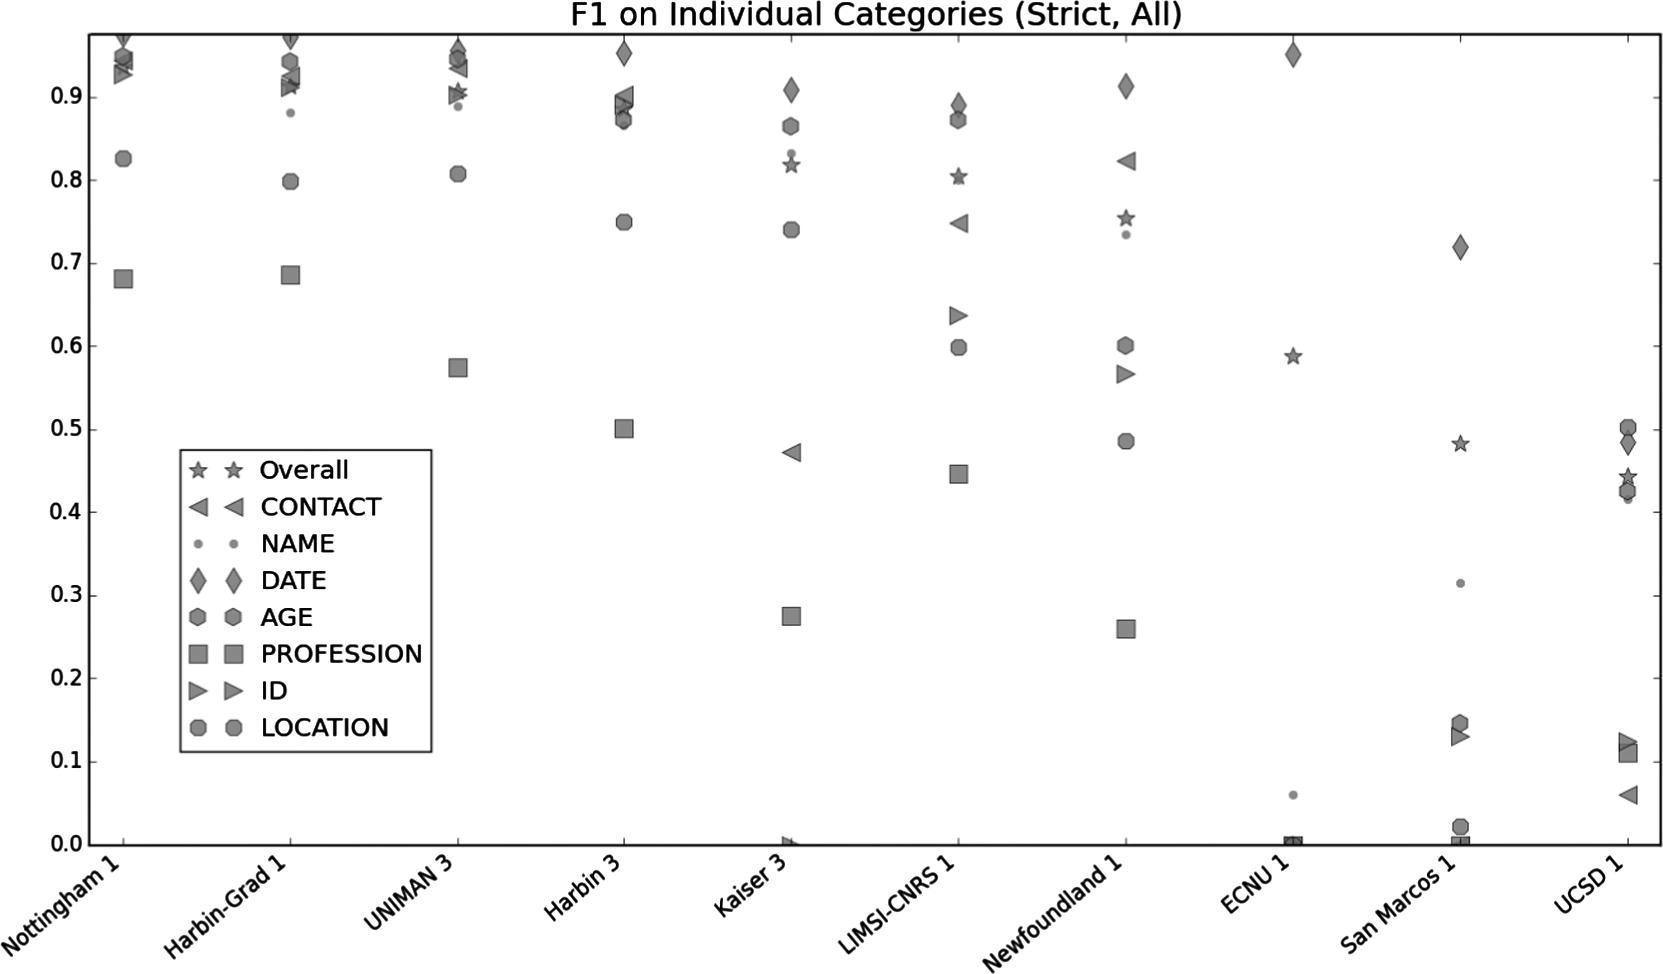 F1 on Individual Categories (Strict, All)
0.9
0.8
0.7
0.6
0.5
0.4
0.3
0.2
0.1
0.0
Overall
CONTACT
NAME
DATE
AGE
PROFESSION
ID
LOCATION
Nottingham 1
Harbin-Grad 1
UNIMAN 3
Harbin 3
Kaiser 3
LIMSI-CNRS 1
Newfoundland 1
ECNU 1
San Marcos 1
UCSD 1